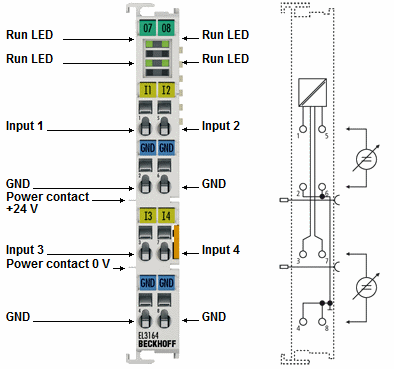 07 08
Run LED
Run LED
Run LED
Run LED
I1 I2
Input 1
Input 2
1 5
GND GND
GND
GND
2 6
Power contact
+24 V
I3 I4
Input 3
Input 4
3 7
Power contact 0 V
GND GND
GND
GND
4 8
EL3164
BECKHOFF